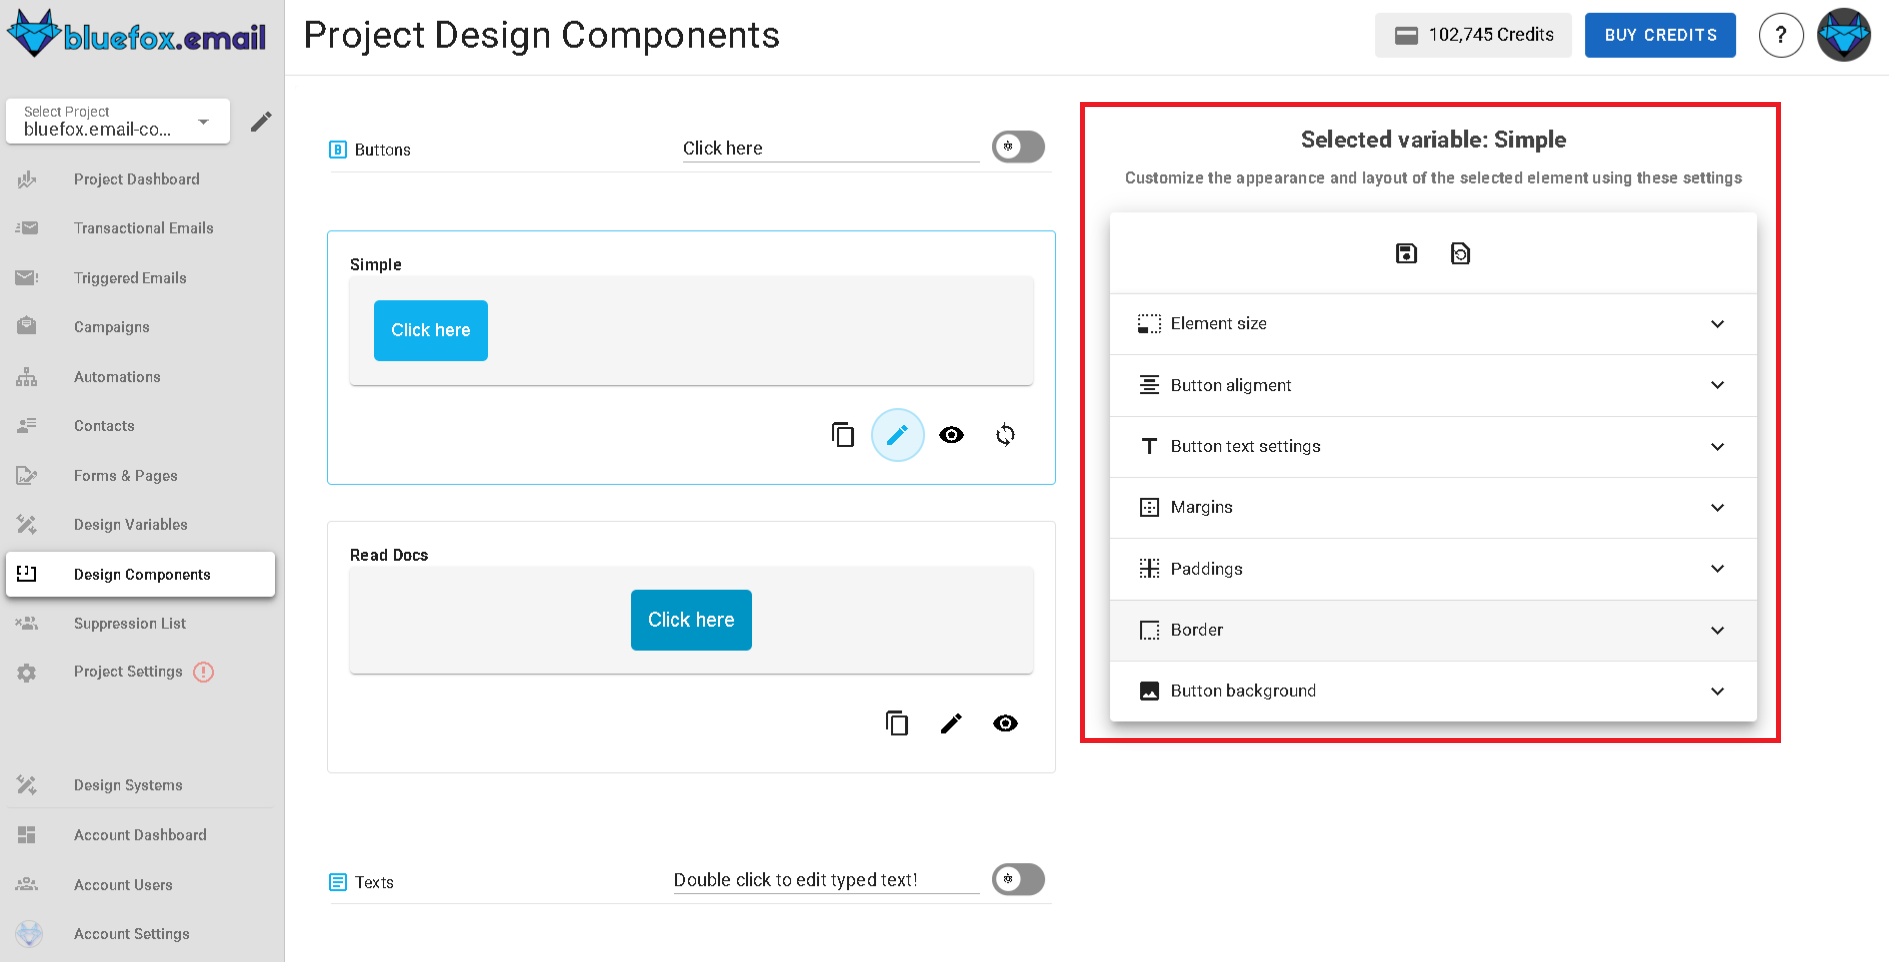 bluefox.email
Project Design Components
102,745 Credits
BUY CREDITS
?
Select Project
bluefox.email-co...
Project Dashboard
Transactional Emails
Triggered Emails
Campaigns
Automations
Contacts
Forms & Pages
Design Variables
Design Components
Suppression List
Project Settings
Design Systems
Account Dashboard
Account Users
Account Settings
B Buttons
Click here
Simple
Click here
Read Docs
Click here
Texts
Double click to edit typed text!
Selected variable: Simple
Customize the appearance and layout of the selected element using these settings
Element size
Button aligment
Button text settings
Margins
Paddings
Border
Button background